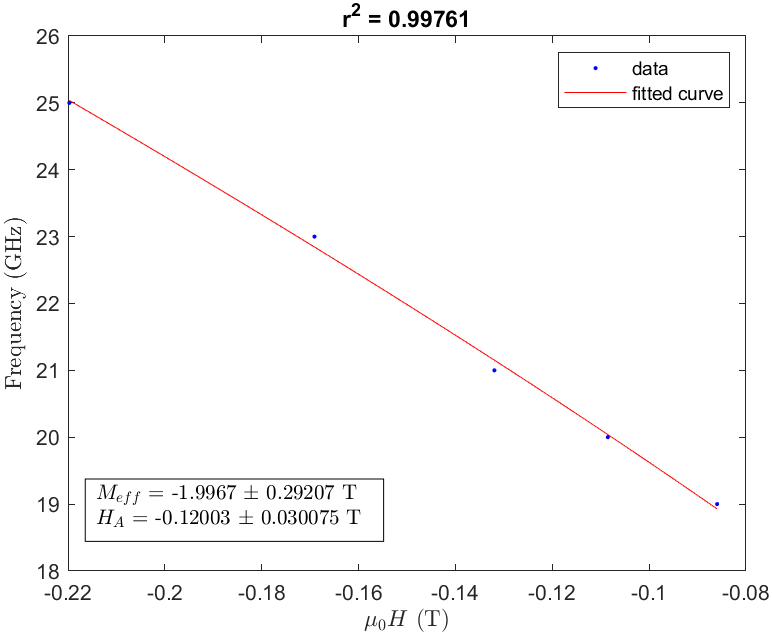 r² = 0.99761
26
25
24
23
22
21
20
19
18
Frequency (GHz)
data
fitted curve
M_eff = -1.9967 ± 0.29207 T
H_A = -0.12003 ± 0.030075 T
-0.22
-0.2
-0.18
-0.16
-0.14
-0.12
-0.1
-0.08
μ₀H (T)